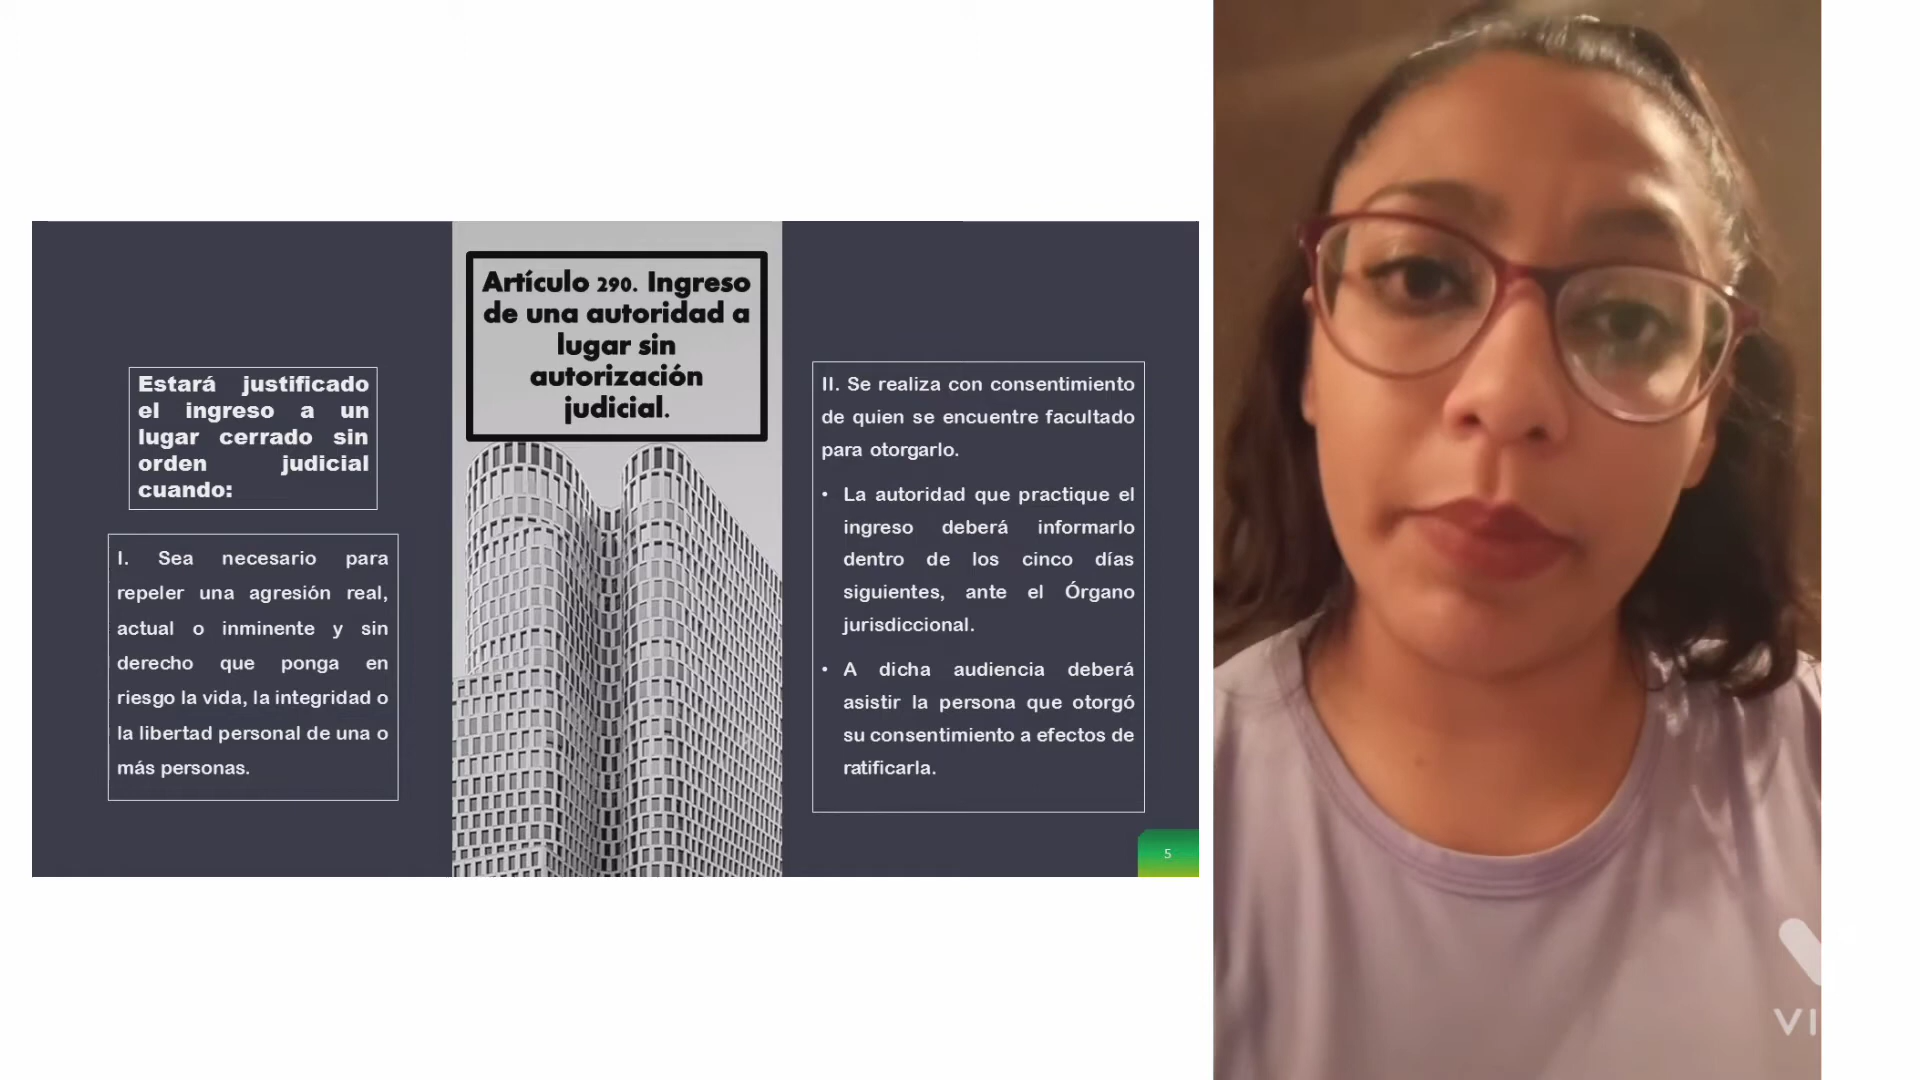 Artículo 290. Ingreso
de una autoridad a
lugar sin
autorización
judicial.
Estará justificado
el ingreso a un
lugar cerrado sin
orden judicial
cuando:
I. Sea necesario para
repeler una agresión real,
actual o inminente y sin
derecho que ponga en
riesgo la vida, la integridad o
la libertad personal de una o
más personas.
II. Se realiza con consentimiento
de quien se encuentre facultado
para otorgarlo.
• La autoridad que practique el
ingreso deberá informarlo
dentro de los cinco días
siguientes, ante el Órgano
jurisdiccional.
• A dicha audiencia deberá
asistir la persona que otorgó
su consentimiento a efectos de
ratificarla.
5
VI